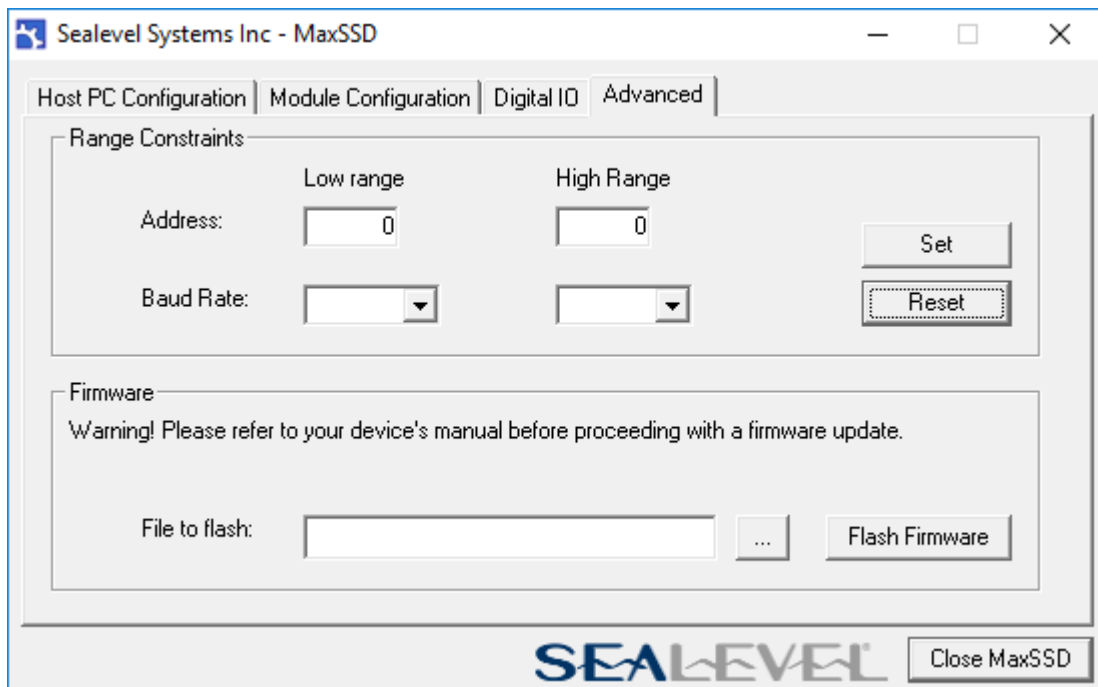 Sealevel Systems Inc - MaxSSD
Host PC Configuration Module Configuration Digital IO Advanced
Range Constraints
Low range High Range
Address: 0 0
Set
Baud Rate:
Reset
Firmware
Warning! Please refer to your device's manual before proceeding with a firmware update.
File to flash: ... Flash Firmware
SEALEVEL Close MaxSSD